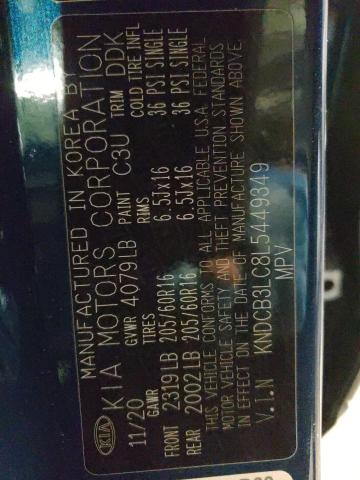 MANUFACTURED IN KOREA BY
KIA KIA MOTORS CORPORATION
11/20 GVWR 4079LB PAINT C3U TRIM DDK
GAWR TIRES RIMS COLD TIRE INFL
FRONT 2319LB 205/60R16 6.5JX16 36 PSI SINGLE
REAR 2002LB 205/60R16 6.5JX16 36 PSI SINGLE
THIS VEHICLE CONFORMS TO ALL APPLICABLE U.S.A. FEDERAL
MOTOR VEHICLE SAFETY AND THEFT PREVENTION STANDARDS
IN EFFECT ON THE DATE OF MANUFACTURE SHOWN ABOVE.
V.I.N KNDCB3LC8L5449349
MPV